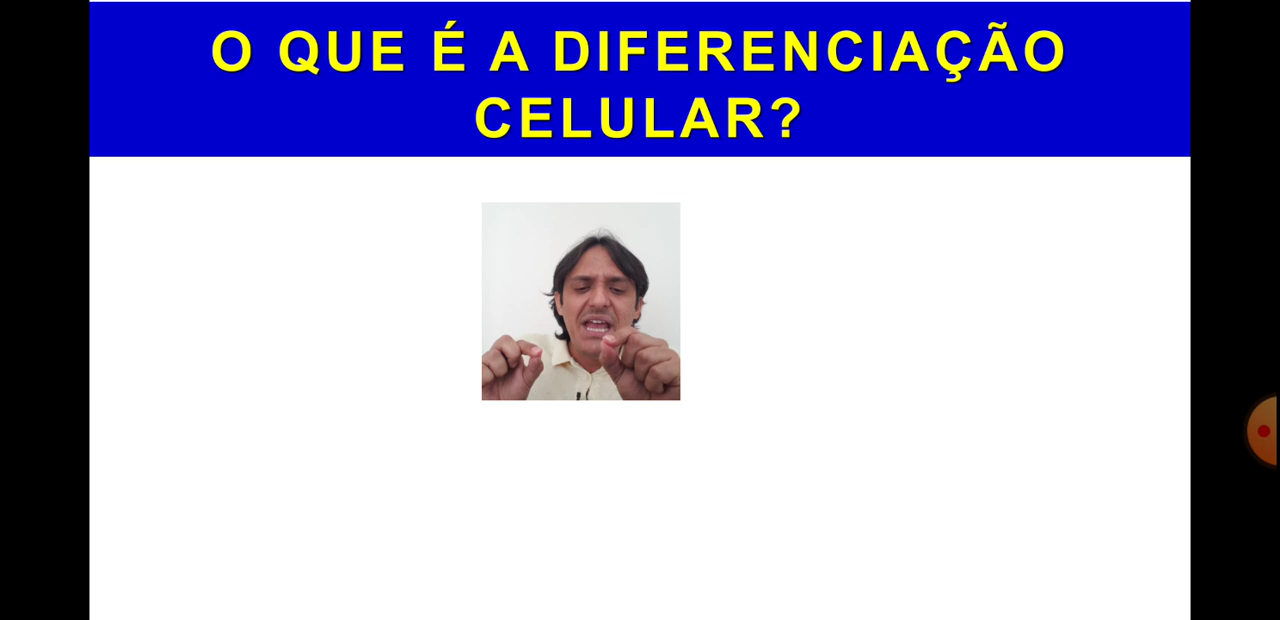 O QUE É A DIFERENCIAÇÃO
CELULAR?